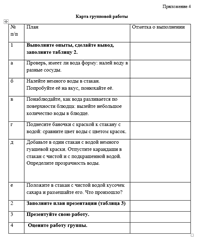 Приложение 4
Карта групповой работы
№ п/п
План
Отметка о выполнении
1
Выполните опыты, сделайте вывод,
заполните таблицу 2.
а
Проверь, имеет ли вода форму: налей воду в
разные сосуды.
б
Налейте немного воды в стакан.
Попробуйте её на вкус, понюхайте её.
в
Понаблюдайте, как вода разливается по
поверхности блюдца: налейте небольшое
количество воды в блюдце.
г
Поднесите баночки с краской к стакану с
водой: сравните цвет воды с цветом красок.
д
Добавьте в один стакан с водой немного
гуашевой краски. Отпустите карандаши в
стакан с чистой и с подкрашенной водой.
Определите прозрачность воды.
е
Положите в стакан с чистой водой кусочек
сахара и размешайте его. Что произошло?
2
Заполните план презентации (таблица 3)
3
Презентуйте свою работу.
4
Оцените работу группы.